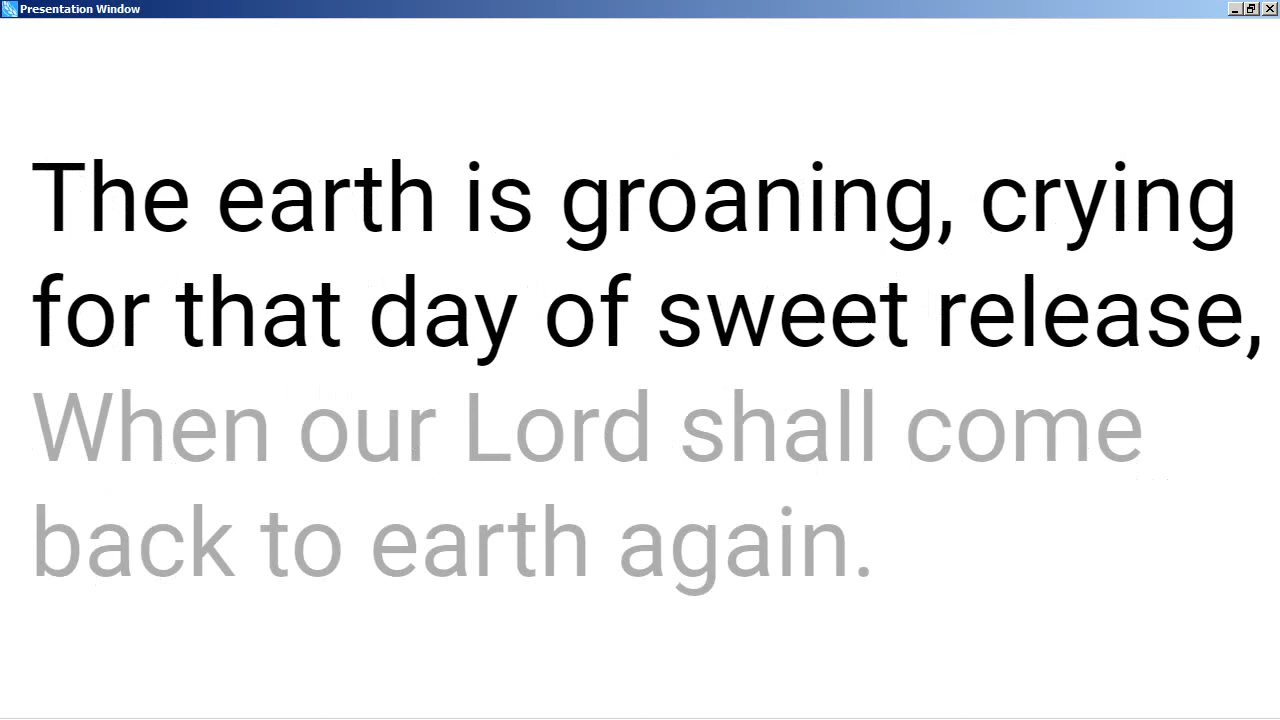 Presentation Window
The earth is groaning, crying
for that day of sweet release,
When our Lord shall come
back to earth again.